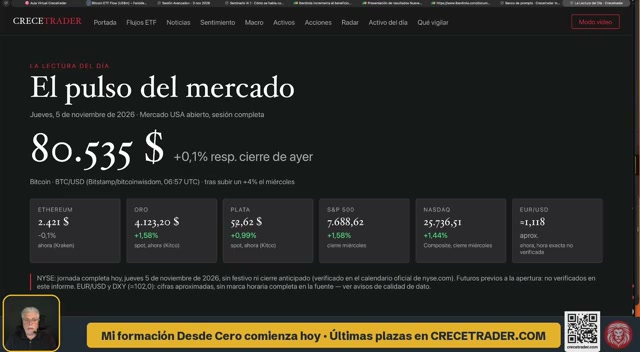 Aula Virtual Crecetrader
CRECETRADER Portada Flujos ETF Noticias Sentimiento Macro Activos Acciones Radar Activo del día Qué vigilar Modo vídeo
LA LECTURA DEL DÍA
El pulso del mercado
Jueves, 5 de noviembre de 2026 · Mercado USA abierto, sesión completa
80.535 $ +0,1% resp. cierre de ayer
Bitcoin · BTC/USD (Bitstamp/bitcoinwisdom, 06:57 UTC) · tras subir un +4% el miércoles
ETHEREUM ORO PLATA S&P 500 NASDAQ EUR/USD
2.421 $ 4.123,20 $ 52,62 $ 7.688,62 25.736,51 ≈1,118
-0,1% +1,58% +0,99% +1,58% +1,44% aprox.
ahora (Kraken) spot, ahora (Kitco) spot, ahora (Kitco) cierre miércoles Composite, cierre miércoles ahora, hora exacta no
verificada
NYSE: jornada completa hoy, jueves 5 de noviembre de 2026, sin festivo ni cierre anticipado (verificado en el calendario oficial de nyse.com). Futuros previos a la apertura: no verificados en
este informe. EUR/USD y DXY (≈102,0): cifras aproximadas, sin marca horaria completa en la fuente — ver avisos de calidad de dato.
Mi formación Desde Cero comienza hoy · Últimas plazas en CRECETRADER.COM
crecetrader.com